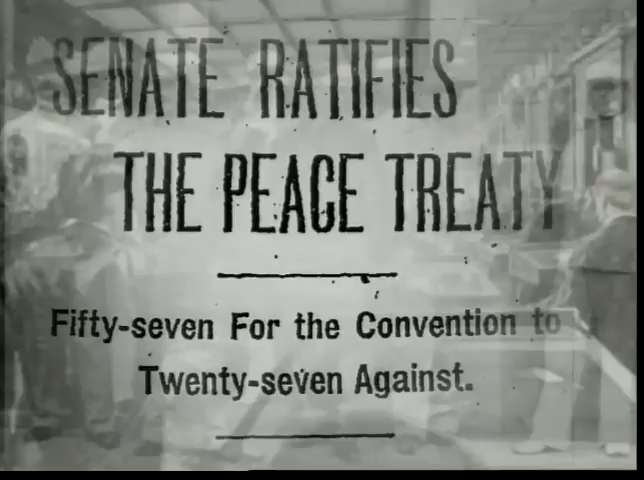 SENATE RATIFIES
THE PEACE TREATY
Fifty-seven For the Convention to
Twenty-seven Against.